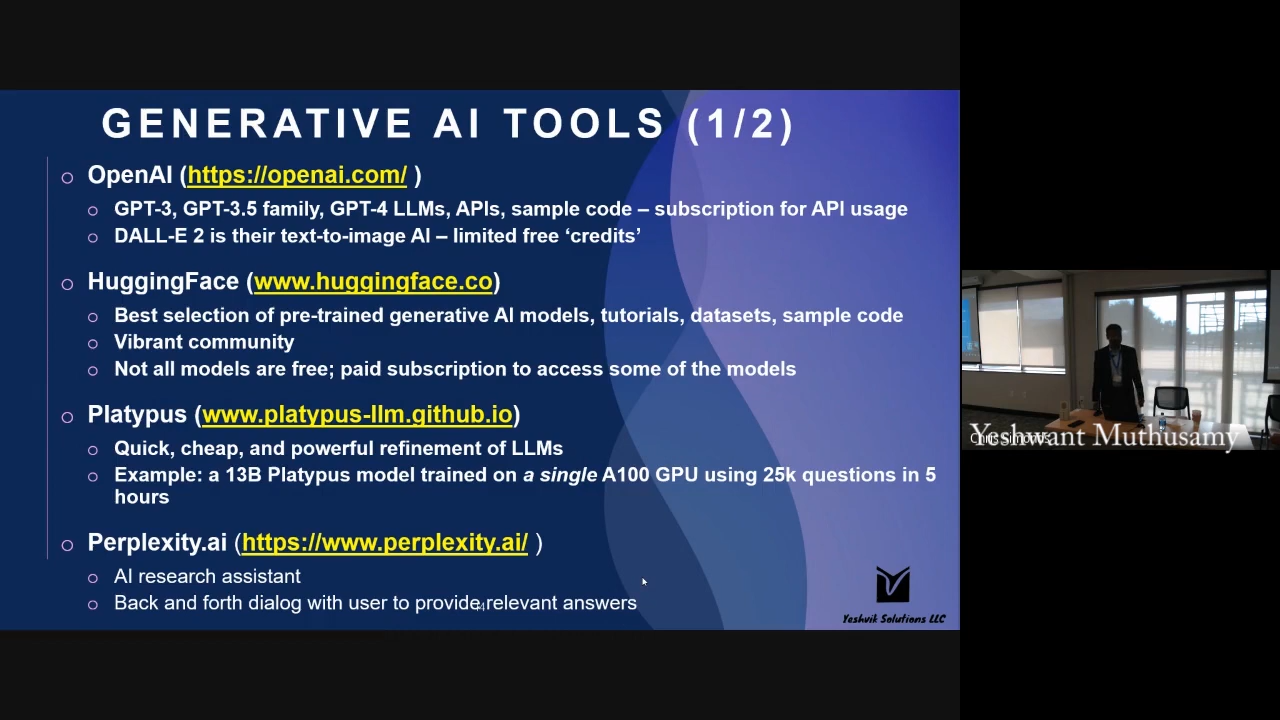 GENERATIVE AI TOOLS (1/2)
OpenAI (https://openai.com/ )
GPT-3, GPT-3.5 family, GPT-4 LLMs, APIs, sample code – subscription for API usage
DALL-E 2 is their text-to-image AI – limited free ‘credits’
HuggingFace (www.huggingface.co)
Best selection of pre-trained generative AI models, tutorials, datasets, sample code
Vibrant community
Not all models are free; paid subscription to access some of the models
Platypus (www.platypus-llm.github.io)
Quick, cheap, and powerful refinement of LLMs
Example: a 13B Platypus model trained on a single A100 GPU using 25k questions in 5
hours
Perplexity.ai (https://www.perplexity.ai/ )
AI research assistant
Back and forth dialog with user to provide relevant answers
Yeshvik Solutions LLC
Yeshwant Muthusamy